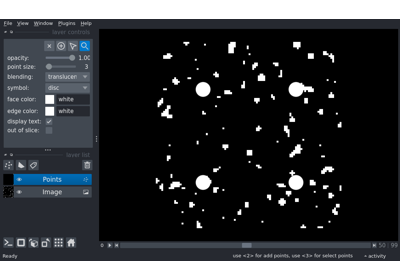 File View Window Plugins Help
layer controls
opacity: 1.00
point size: 3
blending: translucen
symbol: disc
face color: white
edge color: white
display text:
out of slice:
layer list
Points
Image
0 50 99
Ready use <2> for add points, use <3> for select points activity